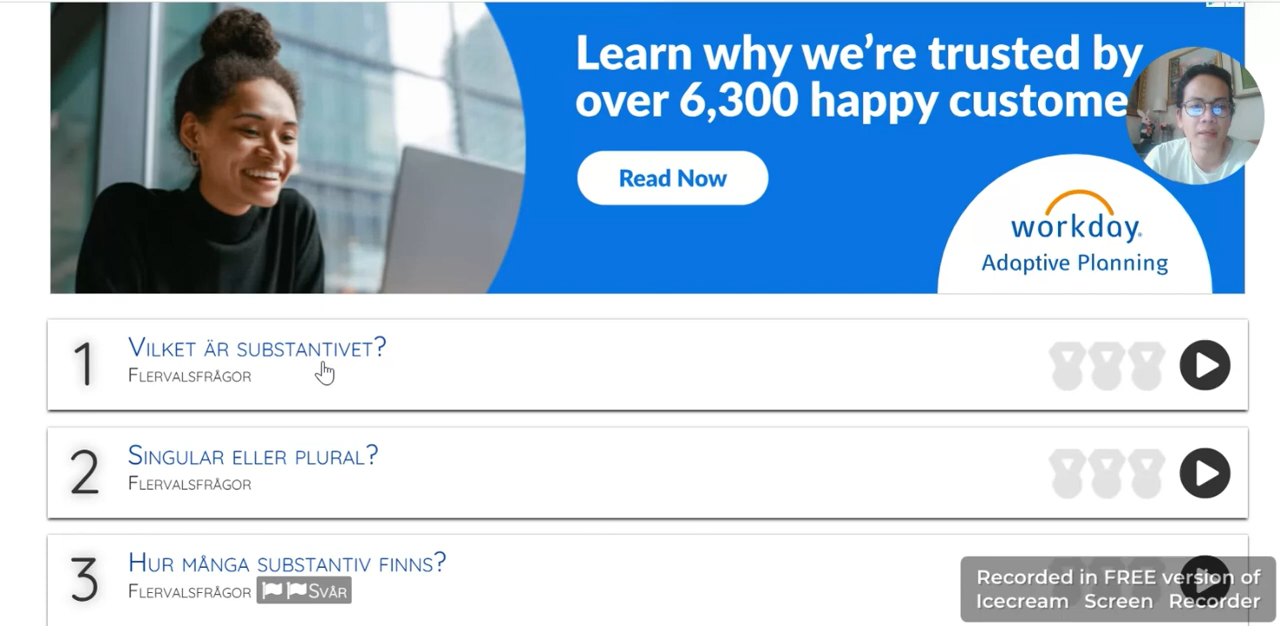 Learn why we're trusted by
over 6,300 happy custome
Read Now
workday.
Adaptive Planning
1
Vilket är substantivet?
Flervalsfrågor
2
Singular eller plural?
Flervalsfrågor
3
Hur många substantiv finns?
Flervalsfrågor Svår
Recorded in FREE version of
Icecream Screen Recorder